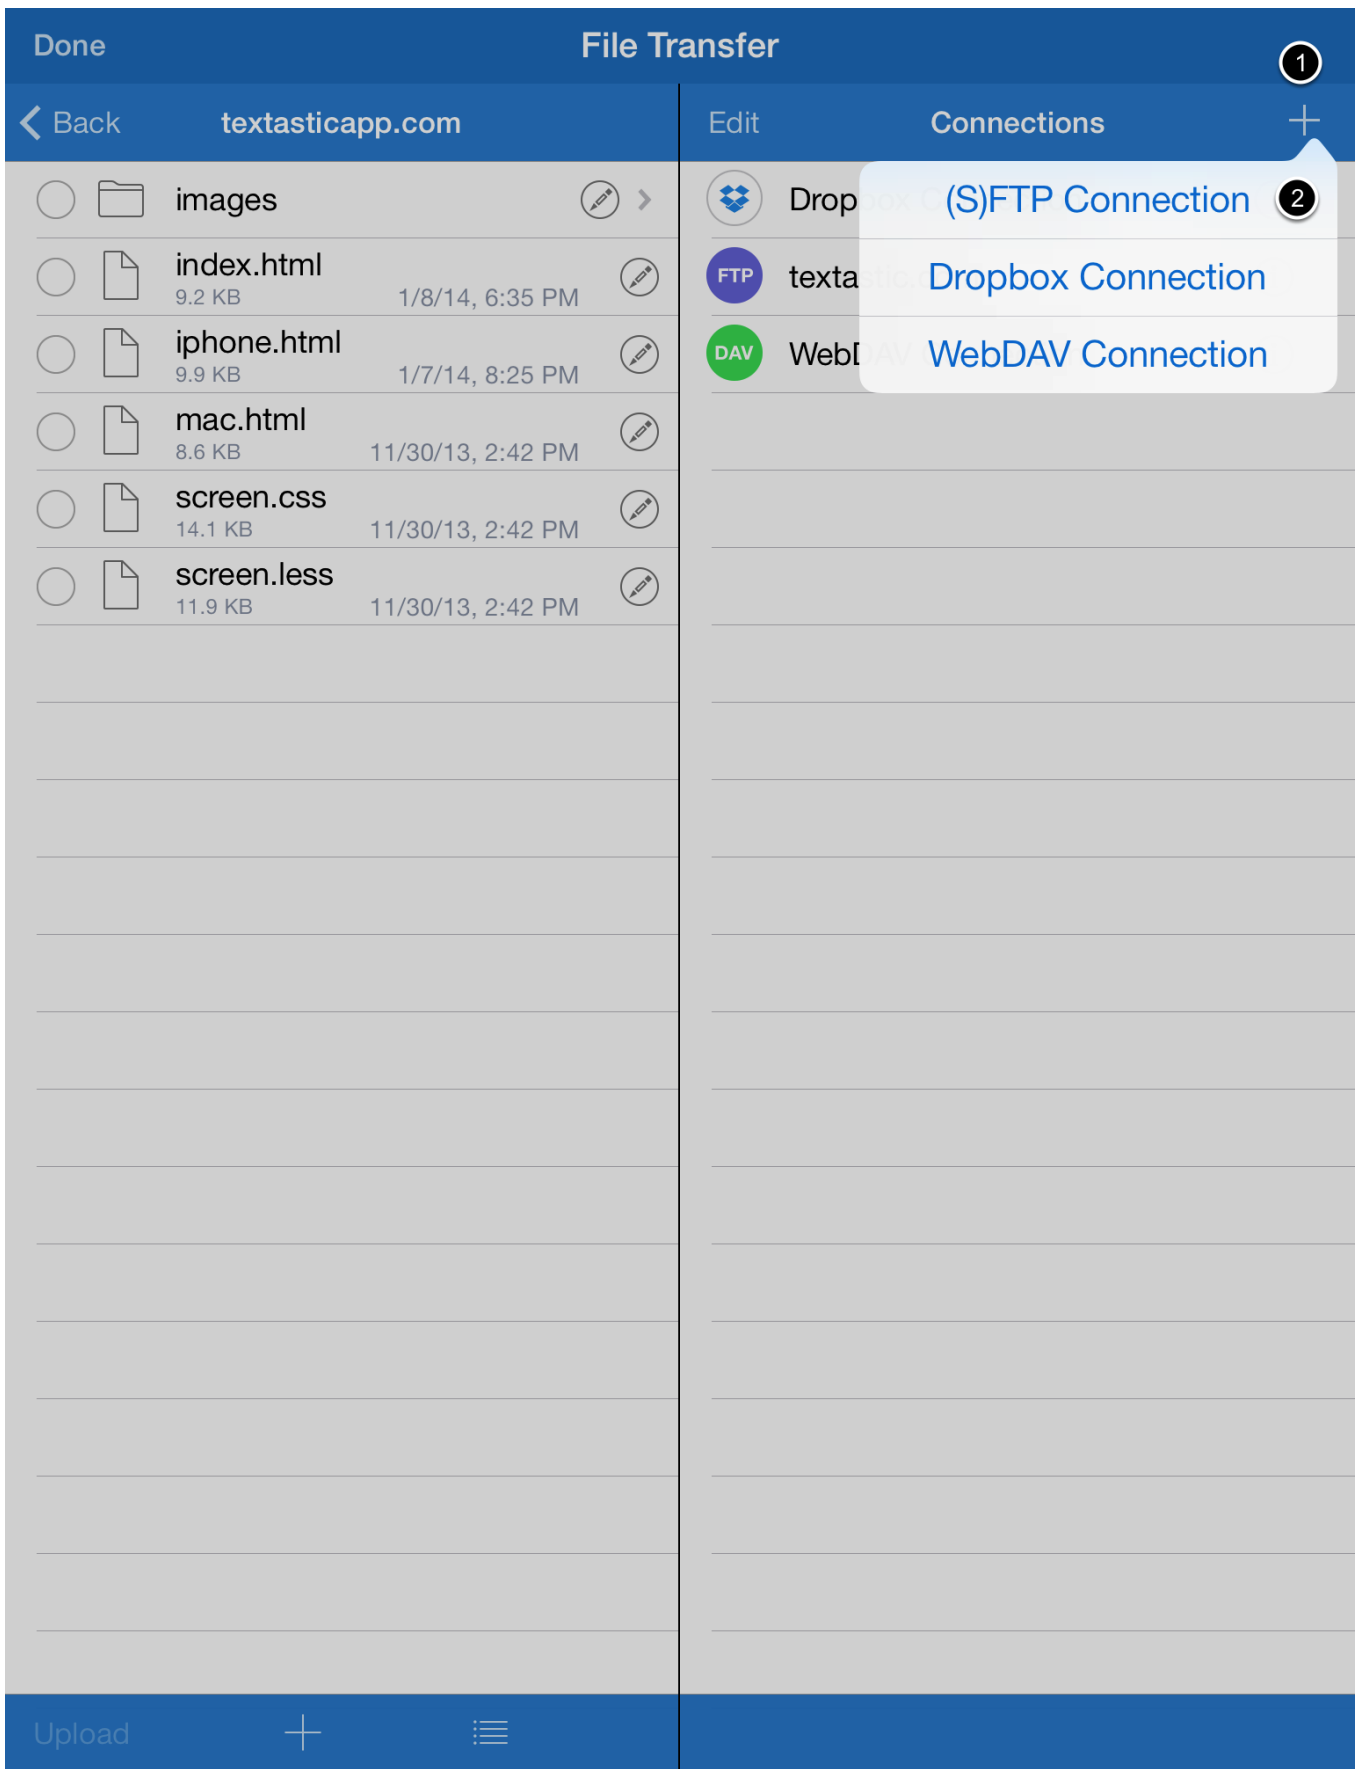 Done
File Transfer
1
Back
textasticapp.com
Edit
Connections
images
index.html
9.2 KB
1/8/14, 6:35 PM
iphone.html
9.9 KB
1/7/14, 8:25 PM
mac.html
8.6 KB
11/30/13, 2:42 PM
screen.css
14.1 KB
11/30/13, 2:42 PM
screen.less
11.9 KB
11/30/13, 2:42 PM
Dropbox
(S)FTP Connection
2
FTP
textastic
Dropbox Connection
DAV
WebDAV
WebDAV Connection
Upload